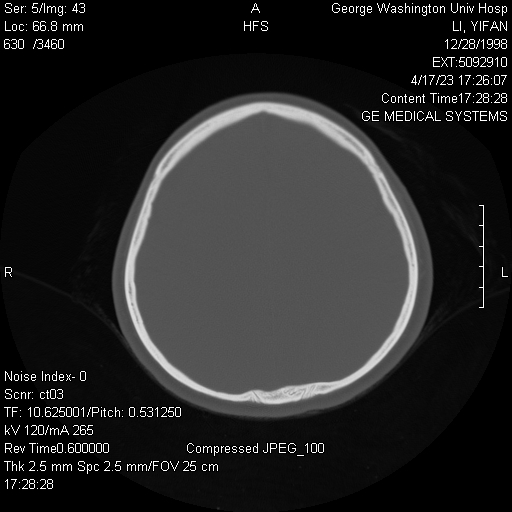 Ser: 5/Img: 43
Loc: 66.8 mm
630 /3460
A
HFS
George Washington Univ Hosp
LI, YIFAN
12/28/1998
EXT:5092910
4/17/23 17:26:07
Content Time17:28:28
GE MEDICAL SYSTEMS
R
L
Noise Index- 0
Scnr: ct03
TF: 10.625001/Pitch: 0.531250
kV 120/mA 265
Rev Time0.600000
Compressed JPEG_100
Thk 2.5 mm Spc 2.5 mm/FOV 25 cm
17:28:28